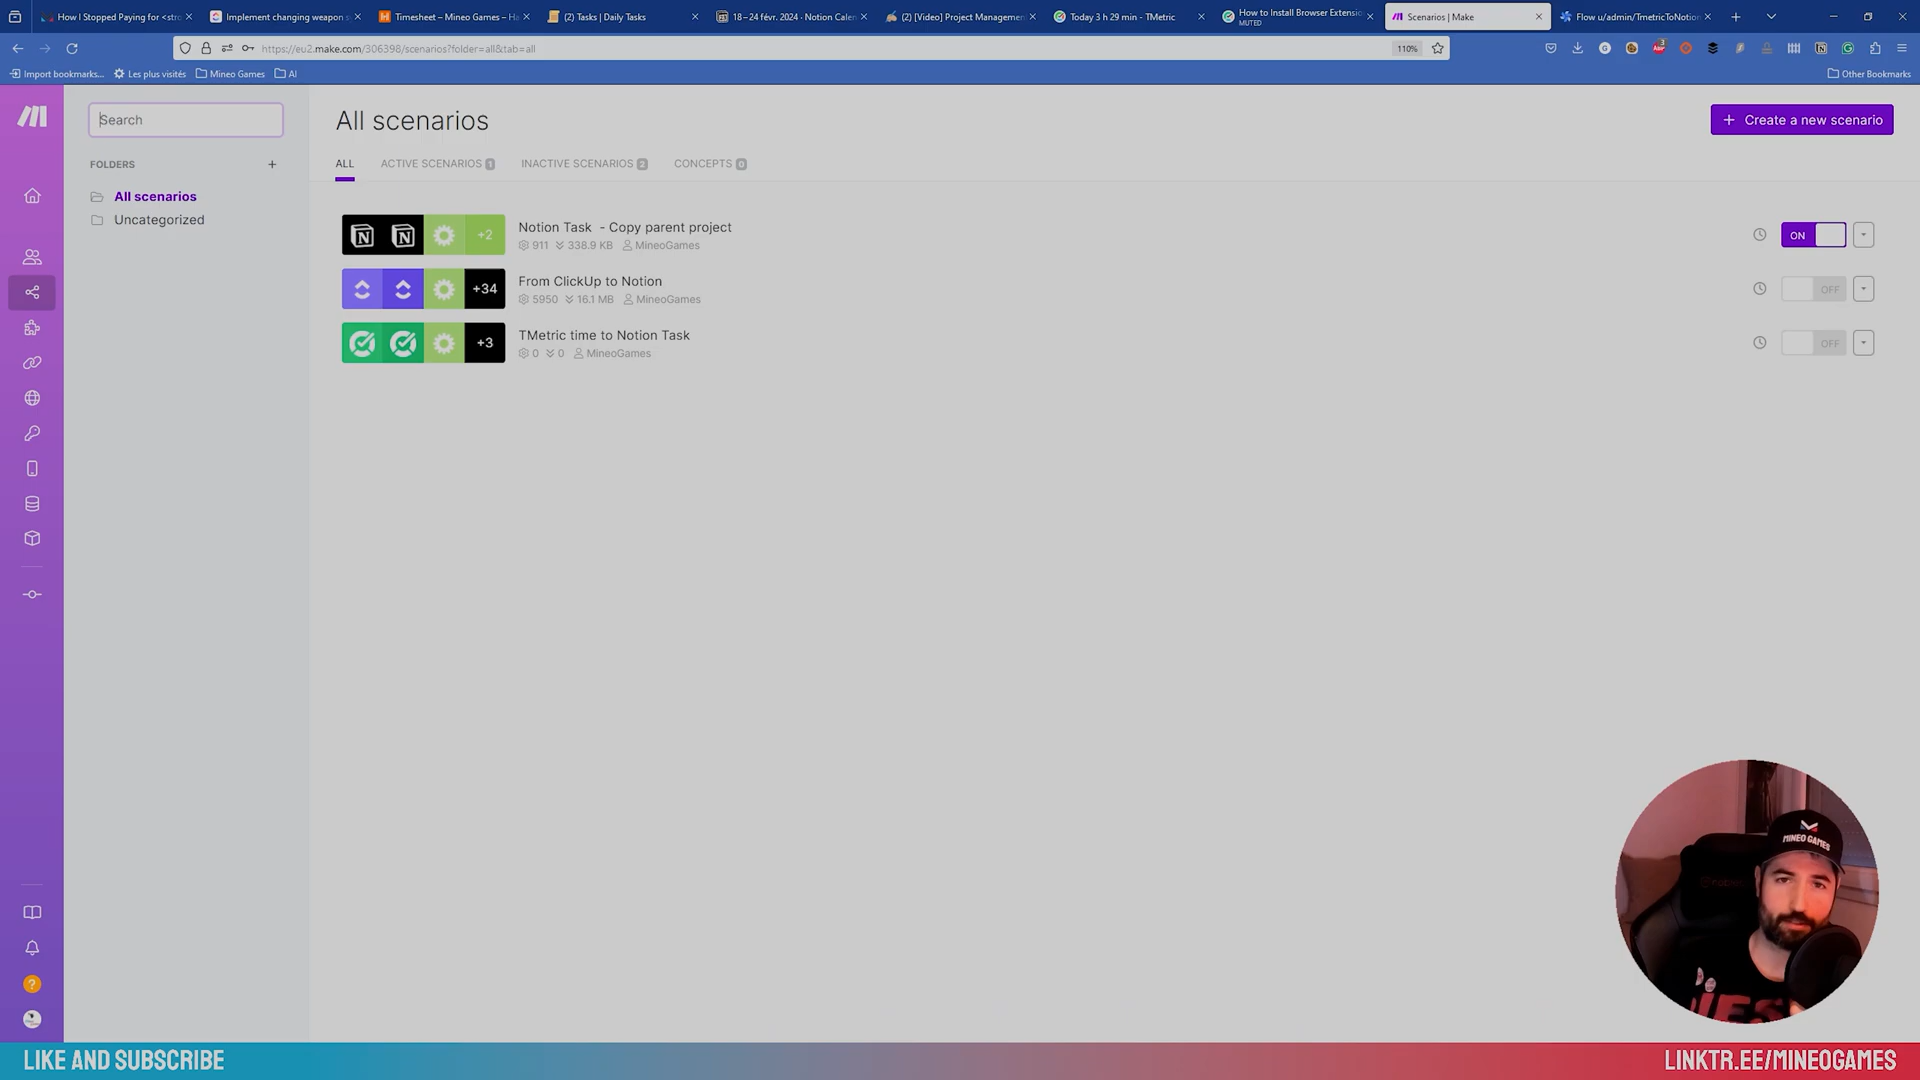 How I Stopped Paying for <stro
Implement changing weapon s
Timesheet – Mineo Games – Ha
(2) Tasks | Daily Tasks
18 – 24 févr. 2024 · Notion Calen
(2) [Video] Project Managemen
Today 3 h 29 min - TMetric
How to Install Browser Extensio
MUTED
Scenarios | Make
Flow u/admin/TmetricToNotion
https://eu2.make.com/306398/scenarios?folder=all&tab=all
110%
Import bookmarks...
Les plus visités
Mineo Games
AI
Other Bookmarks
Search
All scenarios
+ Create a new scenario
FOLDERS +
ALL
ACTIVE SCENARIOS 1
INACTIVE SCENARIOS 2
CONCEPTS 0
All scenarios
Uncategorized
+2
Notion Task - Copy parent project
911 338.9 KB MineoGames
ON
+34
From ClickUp to Notion
5950 16.1 MB MineoGames
OFF
+3
TMetric time to Notion Task
0 0 MineoGames
OFF
MINEO GAMES
LIKE AND SUBSCRIBE
LINKTR.EE/MINEOGAMES